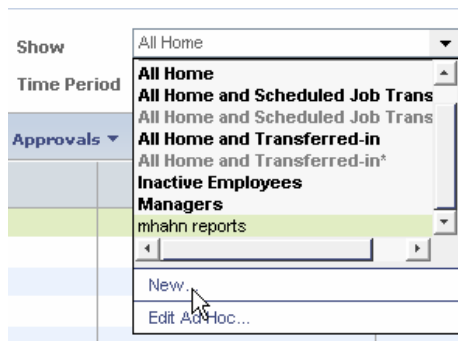 Show All Home
Time Period
All Home
All Home and Scheduled Job Trans
All Home and Scheduled Job Trans
Approvals
All Home and Transferred-in
All Home and Transferred-in*
Inactive Employees
Managers
mhahn reports
New...
Edit Ad Hoc...